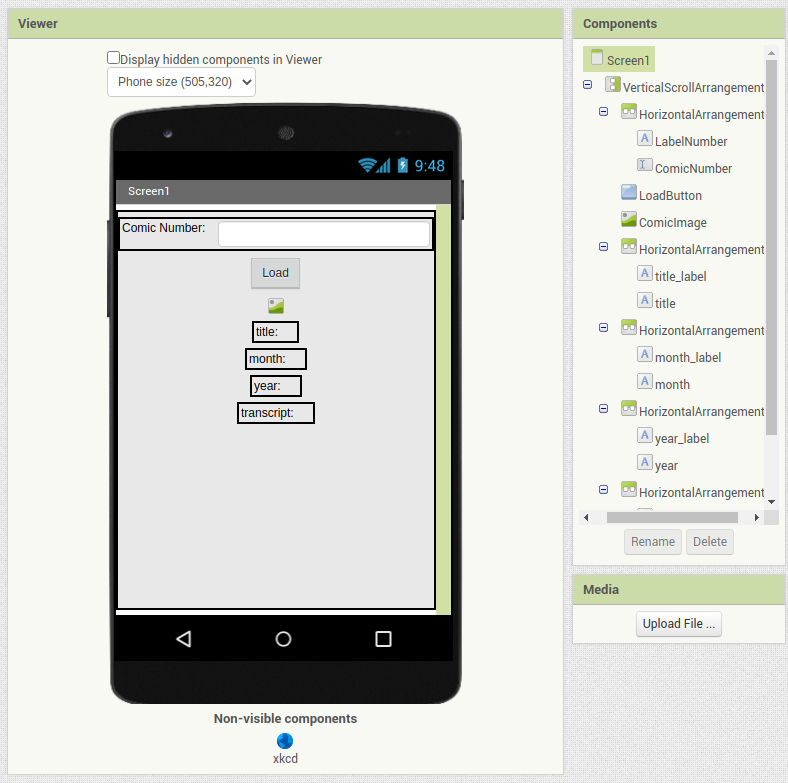 Viewer
Display hidden components in Viewer
Phone size (505,320)
9:48
Screen1
Comic Number:
Load
title:
month:
year:
transcript:
Non-visible components
xkcd
Components
Screen1
VerticalScrollArrangement
HorizontalArrangement
LabelNumber
ComicNumber
LoadButton
ComicImage
HorizontalArrangement
title_label
title
HorizontalArrangement
month_label
month
HorizontalArrangement
year_label
year
HorizontalArrangement
Rename Delete
Media
Upload File ...